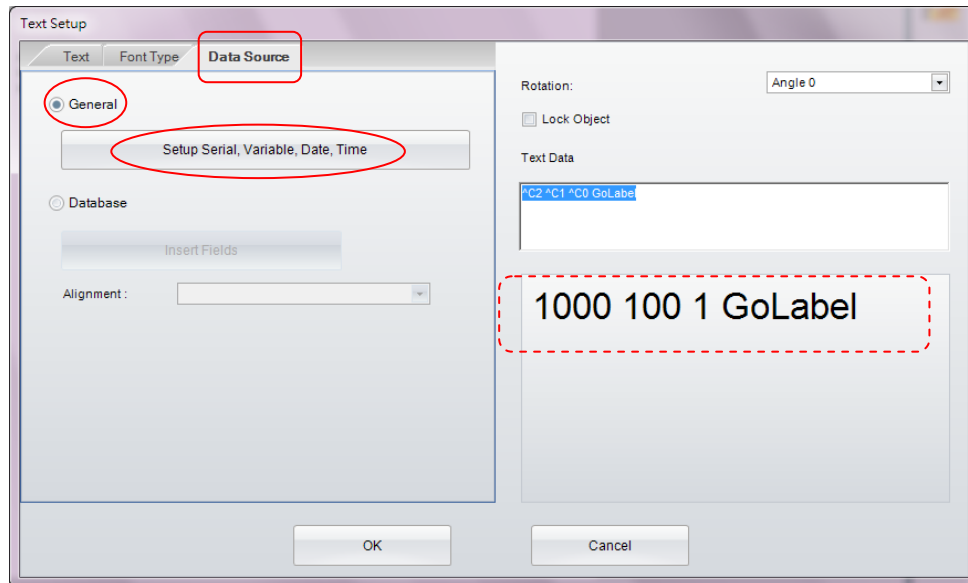 Text Setup
Text Font Type Data Source
General
Setup Serial, Variable, Date, Time
Database
Insert Fields
Alignment :
Rotation: Angle 0
Lock Object
Text Data
^C2 ^C1 ^C0 GoLabel
1000 100 1 GoLabel
OK Cancel